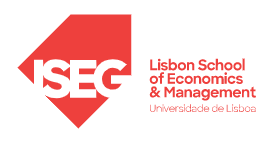 ISEG
Lisbon School
of Economics
& Management
Universidade de Lisboa